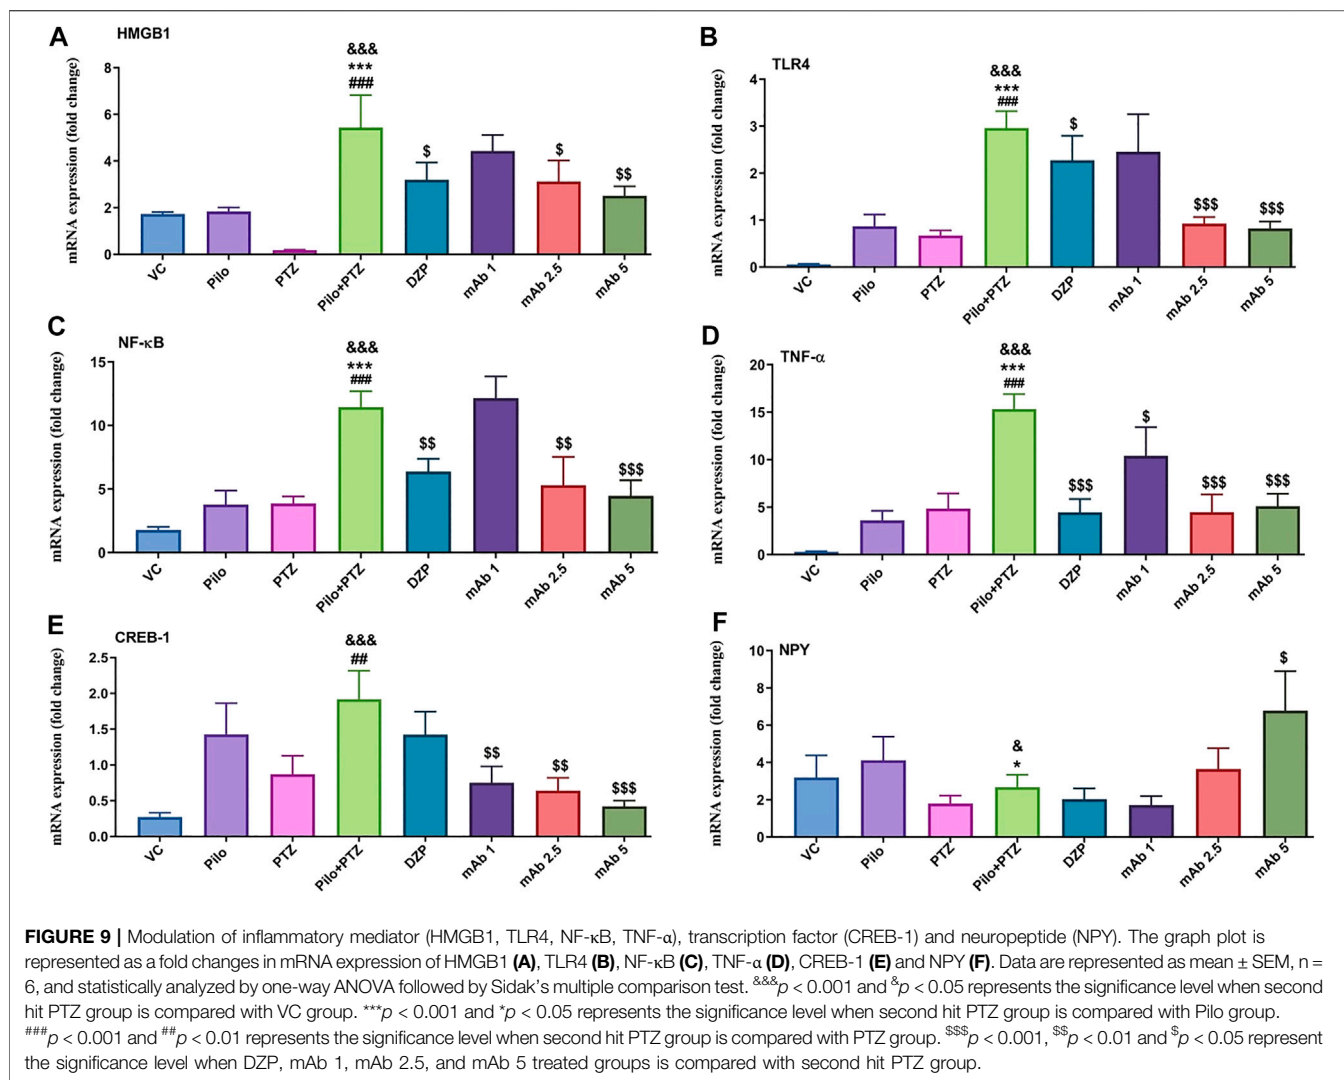 A
HMGB1
&&&
***
###
$
$
$$
mRNA expression (fold change)
8
6
4
2
0
VC
Pilo
PTZ
Pilo+PTZ
DZP
mAb 1
mAb 2.5
mAb 5
B
TLR4
&&&
***
###
$
$$$
$$$
mRNA expression (fold change)
4
3
2
1
0
VC
Pilo
PTZ
Pilo+PTZ
DZP
mAb 1
mAb 2.5
mAb 5
C
NF-κB
&&&
***
###
$$
$$
$$$
mRNA expression (fold change)
15
10
5
0
VC
Pilo
PTZ
Pilo+PTZ
DZP
mAb 1
mAb 2.5
mAb 5
D
TNF-α
&&&
***
###
$$$
$
$$$
$$$
mRNA expression (fold change)
20
15
10
5
0
VC
Pilo
PTZ
Pilo+PTZ
DZP
mAb 1
mAb 2.5
mAb 5
E
CREB-1
&&&
##
$$
$$
$$$
mRNA expression (fold change)
2.5
2.0
1.5
1.0
0.5
0.0
VC
Pilo
PTZ
Pilo+PTZ
DZP
mAb 1
mAb 2.5
mAb 5
F
NPY
&
*
$
mRNA expression (fold change)
10
8
6
4
2
0
VC
Pilo
PTZ
Pilo+PTZ
DZP
mAb 1
mAb 2.5
mAb 5
FIGURE 9 | Modulation of inflammatory mediator (HMGB1, TLR4, NF-κB, TNF-α), transcription factor (CREB-1) and neuropeptide (NPY). The graph plot is
represented as a fold changes in mRNA expression of HMGB1 (A), TLR4 (B), NF-κB (C), TNF-α (D), CREB-1 (E) and NPY (F). Data are represented as mean ± SEM, n =
6, and statistically analyzed by one-way ANOVA followed by Sidak's multiple comparison test. &&&p < 0.001 and &p < 0.05 represents the significance level when second
hit PTZ group is compared with VC group. ***p < 0.001 and *p < 0.05 represents the significance level when second hit PTZ group is compared with Pilo group.
###p < 0.001 and ##p < 0.01 represents the significance level when second hit PTZ group is compared with PTZ group. $$$p < 0.001, $$p < 0.01 and $p < 0.05 represent
the significance level when DZP, mAb 1, mAb 2.5, and mAb 5 treated groups is compared with second hit PTZ group.